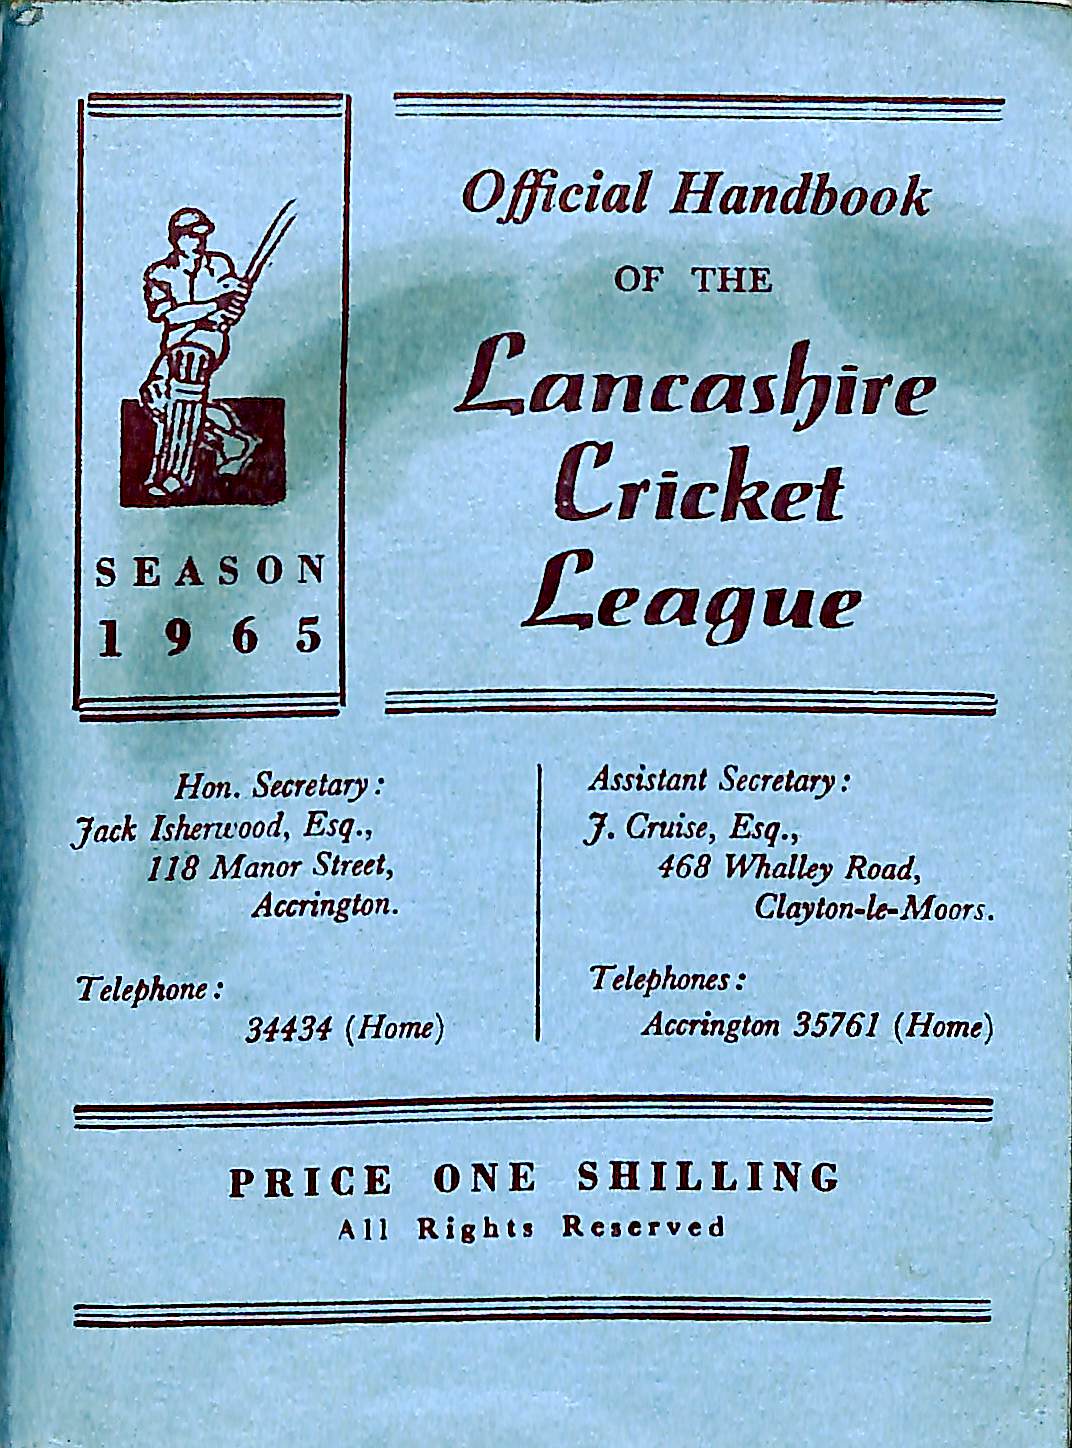 Official Handbook
OF THE
Lancashire
Cricket
League
SEASON
1965
Hon. Secretary:
Jack Isherwood, Esq.,
118 Manor Street,
Accrington.
Telephone:
34434 (Home)
Assistant Secretary:
J. Cruise, Esq.,
468 Whalley Road,
Clayton-le-Moors.
Telephones:
Accrington 35761 (Home)
PRICE ONE SHILLING
All Rights Reserved